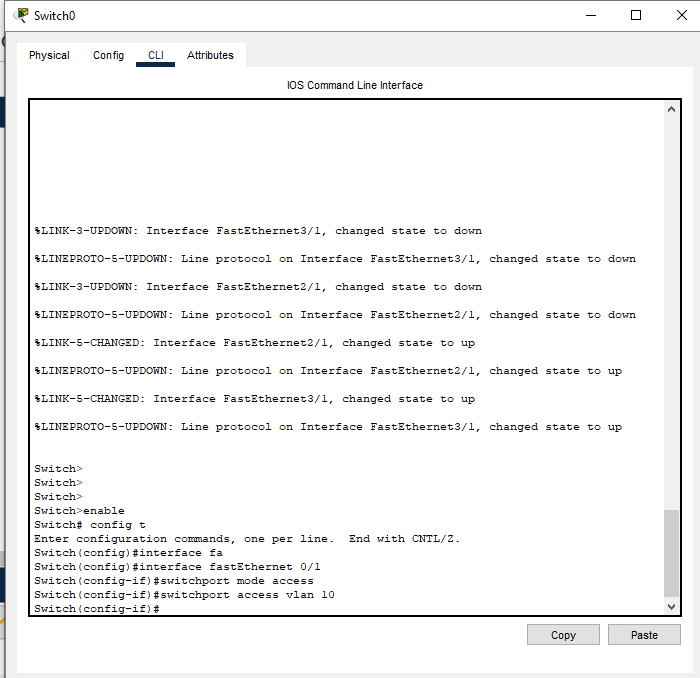 Switch0
Physical Config CLI Attributes
IOS Command Line Interface
%LINK-3-UPDOWN: Interface FastEthernet3/1, changed state to down
%LINEPROTO-5-UPDOWN: Line protocol on Interface FastEthernet3/1, changed state to down
%LINK-3-UPDOWN: Interface FastEthernet2/1, changed state to down
%LINEPROTO-5-UPDOWN: Line protocol on Interface FastEthernet2/1, changed state to down
%LINK-5-CHANGED: Interface FastEthernet2/1, changed state to up
%LINEPROTO-5-UPDOWN: Line protocol on Interface FastEthernet2/1, changed state to up
%LINK-5-CHANGED: Interface FastEthernet3/1, changed state to up
%LINEPROTO-5-UPDOWN: Line protocol on Interface FastEthernet3/1, changed state to up
Switch>
Switch>
Switch>
Switch>enable
Switch# config t
Enter configuration commands, one per line.  End with CNTL/Z.
Switch(config)#interface fa
Switch(config)#interface fastEthernet 0/1
Switch(config-if)#switchport mode access
Switch(config-if)#switchport access vlan 10
Switch(config-if)#
Copy Paste